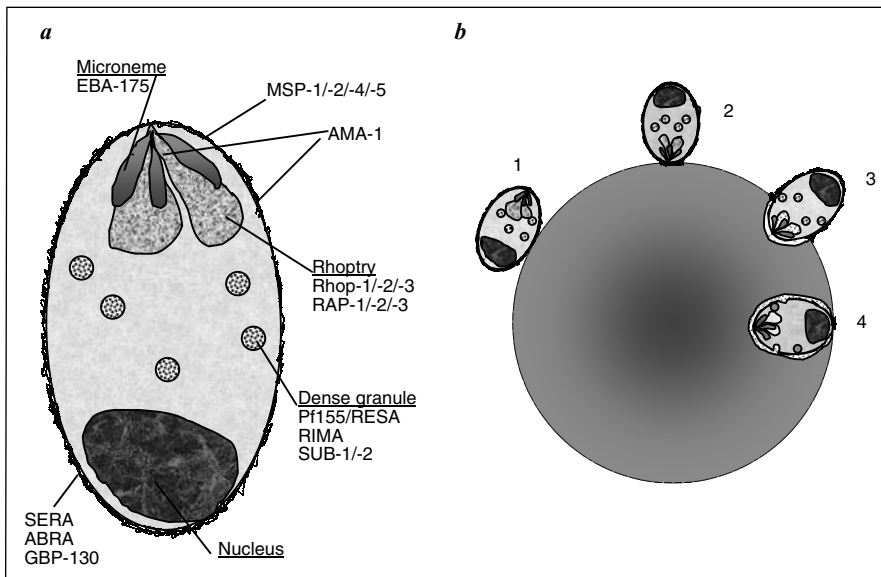 a
Microneme
EBA-175
MSP-1/-2/-4/-5
AMA-1
Rhoptry
Rhop-1/-2/-3
RAP-1/-2/-3
Dense granule
Pf155/RESA
RIMA
SUB-1/-2
SERA
ABRA
GBP-130
Nucleus
b
1
2
3
4